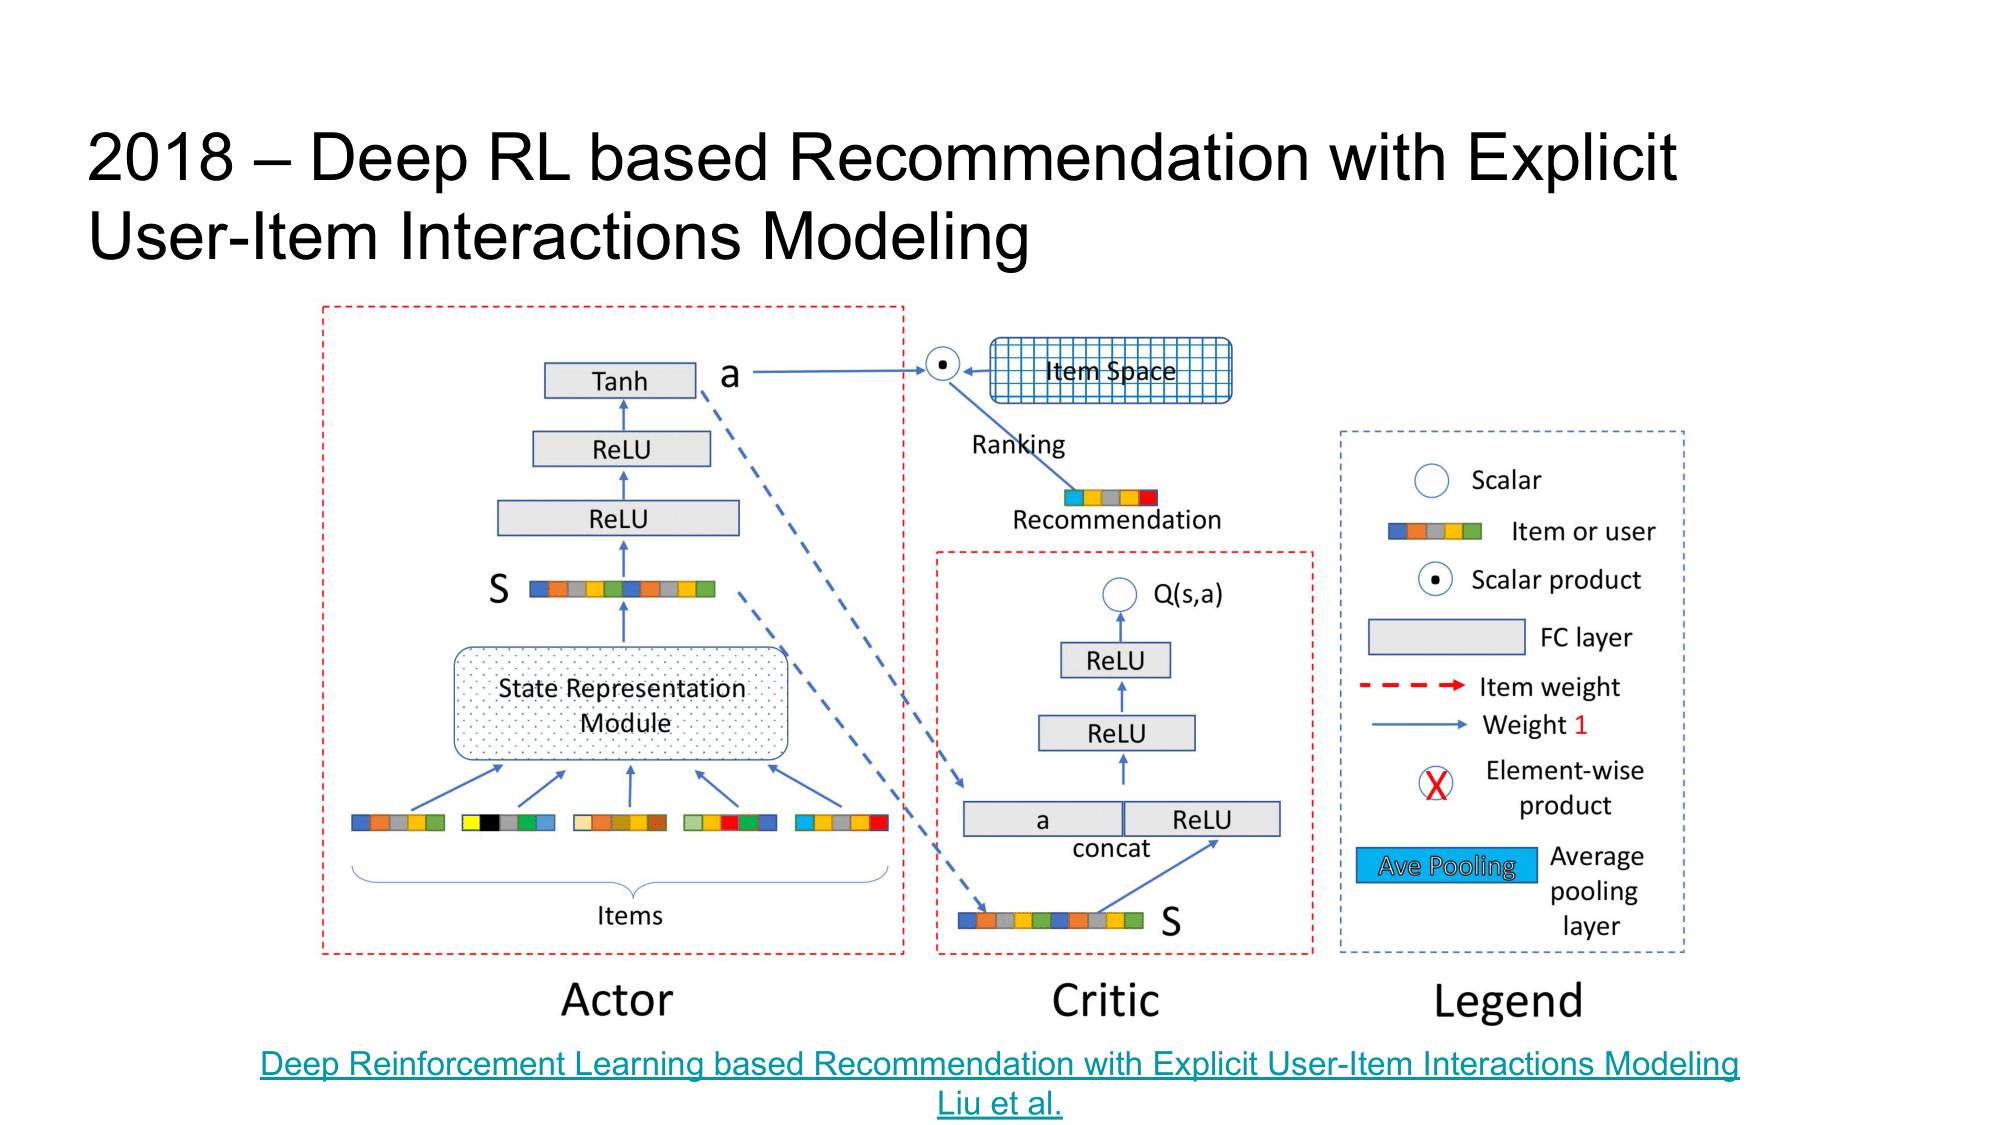 2018 – Deep RL based Recommendation with Explicit
User-Item Interactions Modeling
Tanh
a
ReLU
ReLU
S
State Representation
Module
Items
Actor
Item Space
Ranking
Recommendation
Q(s,a)
ReLU
ReLU
a
ReLU
concat
S
Critic
Scalar
Item or user
Scalar product
FC layer
Item weight
Weight 1
X
Element-wise
product
Ave Pooling
Average
pooling
layer
Legend
Deep Reinforcement Learning based Recommendation with Explicit User-Item Interactions Modeling
Liu et al.